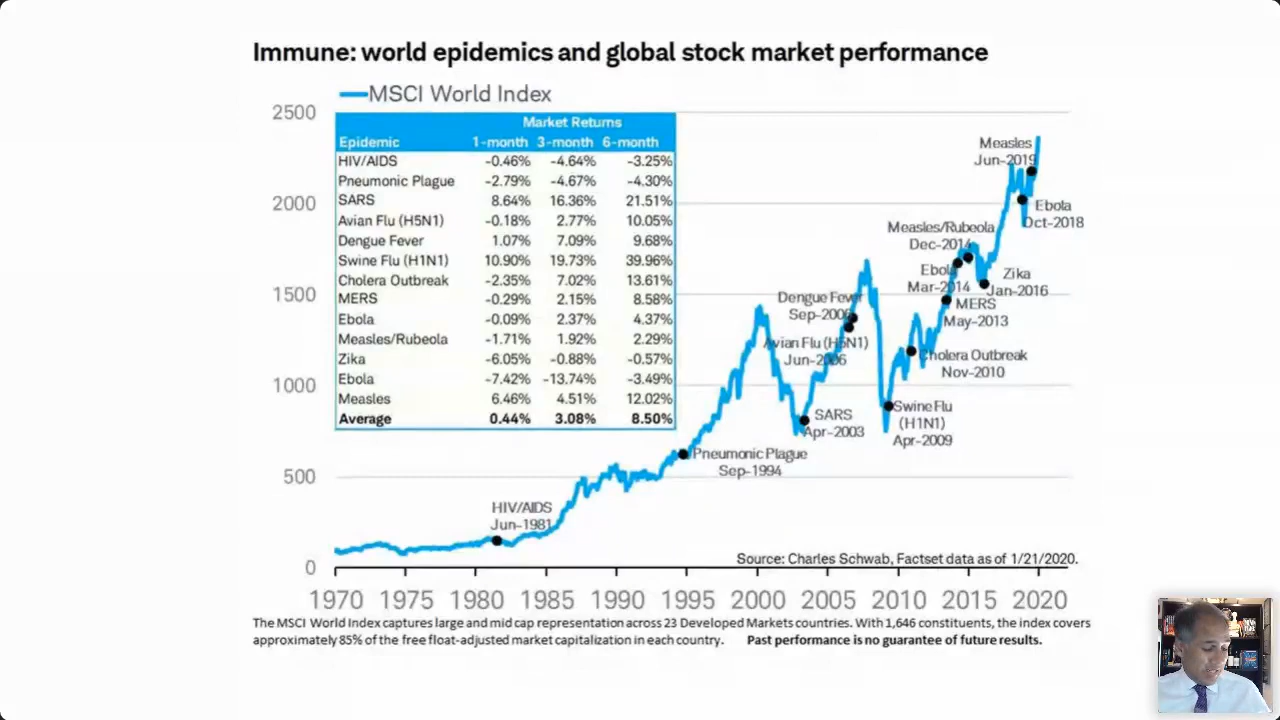 Immune: world epidemics and global stock market performance
MSCI World Index
2500
2000
1500
1000
500
0
Market Returns
Epidemic 1-month 3-month 6-month
HIV/AIDS -0.46% -4.64% -3.25%
Pneumonic Plague -2.79% -4.67% -4.30%
SARS 8.64% 16.36% 21.51%
Avian Flu (H5N1) -0.18% 2.77% 10.05%
Dengue Fever 1.07% 7.09% 9.68%
Swine Flu (H1N1) 10.90% 19.73% 39.96%
Cholera Outbreak -2.35% 7.02% 13.61%
MERS -0.29% 2.15% 8.58%
Ebola -0.09% 2.37% 4.37%
Measles/Rubeola -1.71% 1.92% 2.29%
Zika -6.05% -0.88% -0.57%
Ebola -7.42% -13.74% -3.49%
Measles 6.46% 4.51% 12.02%
Average 0.44% 3.08% 8.50%
HIV/AIDS
Jun-1981
Pneumonic Plague
Sep-1994
SARS
Apr-2003
Dengue Fever
Sep-2006
Avian Flu (H5N1)
Jun-2006
Swine Flu
(H1N1)
Apr-2009
Cholera Outbreak
Nov-2010
MERS
May-2013
Ebola
Mar-2014
Measles/Rubeola
Dec-2014
Zika
Jan-2016
Ebola
Oct-2018
Measles
Jun-2019
Source: Charles Schwab, Factset data as of 1/21/2020.
1970 1975 1980 1985 1990 1995 2000 2005 2010 2015 2020
The MSCI World Index captures large and mid cap representation across 23 Developed Markets countries. With 1,646 constituents, the index covers
approximately 85% of the free float-adjusted market capitalization in each country. Past performance is no guarantee of future results.